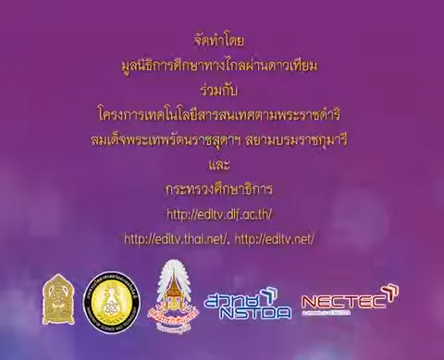 จัดทำโดย
มูลนิธิการศึกษาทางไกลผ่านดาวเทียม
ร่วมกับ
โครงการเทคโนโลยีสารสนเทศตามพระราชดำริ
สมเด็จพระเทพรัตนราชสุดาฯ สยามบรมราชกุมารี
และ
กระทรวงศึกษาธิการ
http://edltv.dlf.ac.th/
http://edltv.thai.net/, http://edltv.net/
สวทช
NSTDA
NECTEC